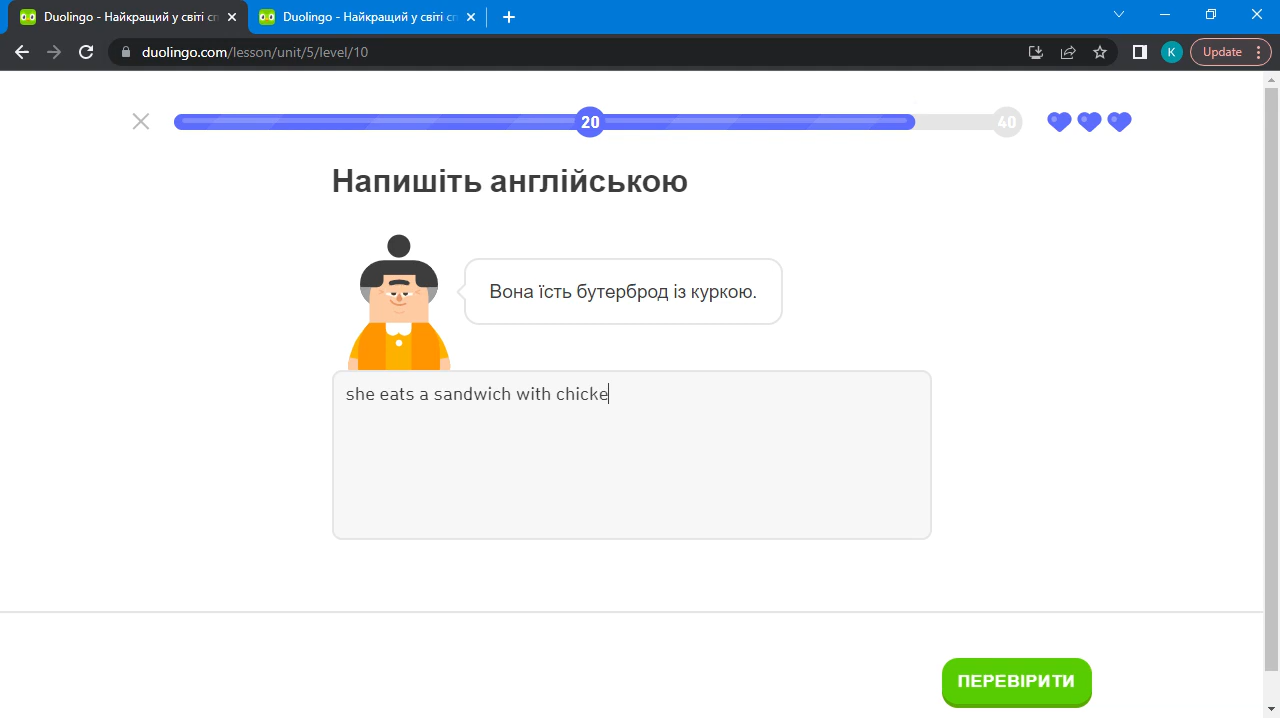 Duolingo - Найкращий у світі сп
Duolingo - Найкращий у світі сп
duolingo.com/lesson/unit/5/level/10
K
Update
20
40
Напишіть англійською
Вона їсть бутерброд із куркою.
she eats a sandwich with chicke
ПЕРЕВІРИТИ